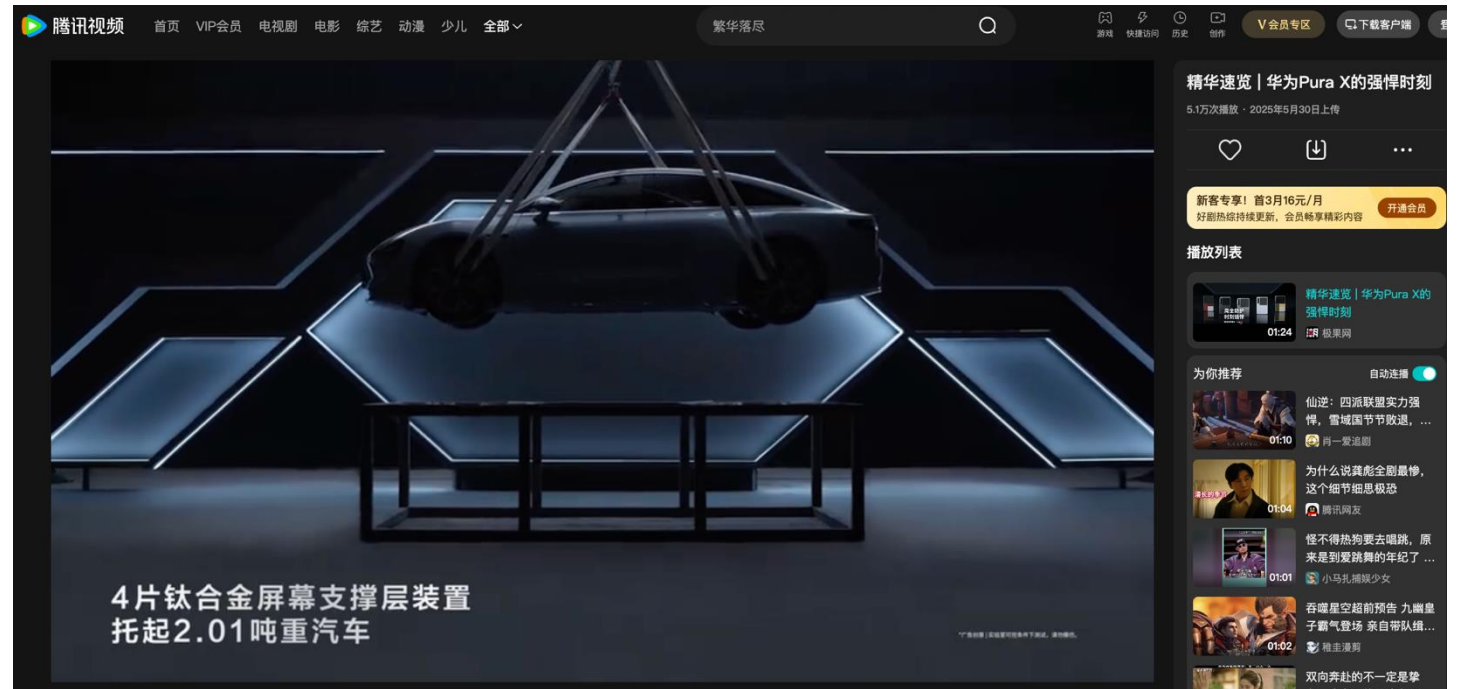 腾讯视频
首页 VIP会员 电视剧 电影 综艺 动漫 少儿 全部
繁华落尽
游戏 快捷访问 历史 创作
V会员专区
下载客户端
精华速览 | 华为Pura X的强悍时刻
5.1万次播放 · 2025年5月30日上传
新客专享！首3月16元/月
好剧热综持续更新，会员畅享精彩内容
开通会员
播放列表
精华速览 | 华为Pura X的
强悍时刻
01:24
极果网
为你推荐
自动连播
仙逆：四派联盟实力强
悍，雪域国节节败退，...
01:10
肖一爱追剧
为什么说龚彪全剧最惨，
这个细节细思极恐
漫长的季节
01:04
腾讯网友
怪不得热狗要去唱跳，原
来是到爱跳舞的年纪了 ...
01:01
小马扎捕娱少女
吞噬星空超前预告 九幽皇
子霸气登场 亲自带队缉...
01:02
稚圭漫剪
双向奔赴的不一定是挚
4片钛合金屏幕支撑层装置
托起2.01吨重汽车